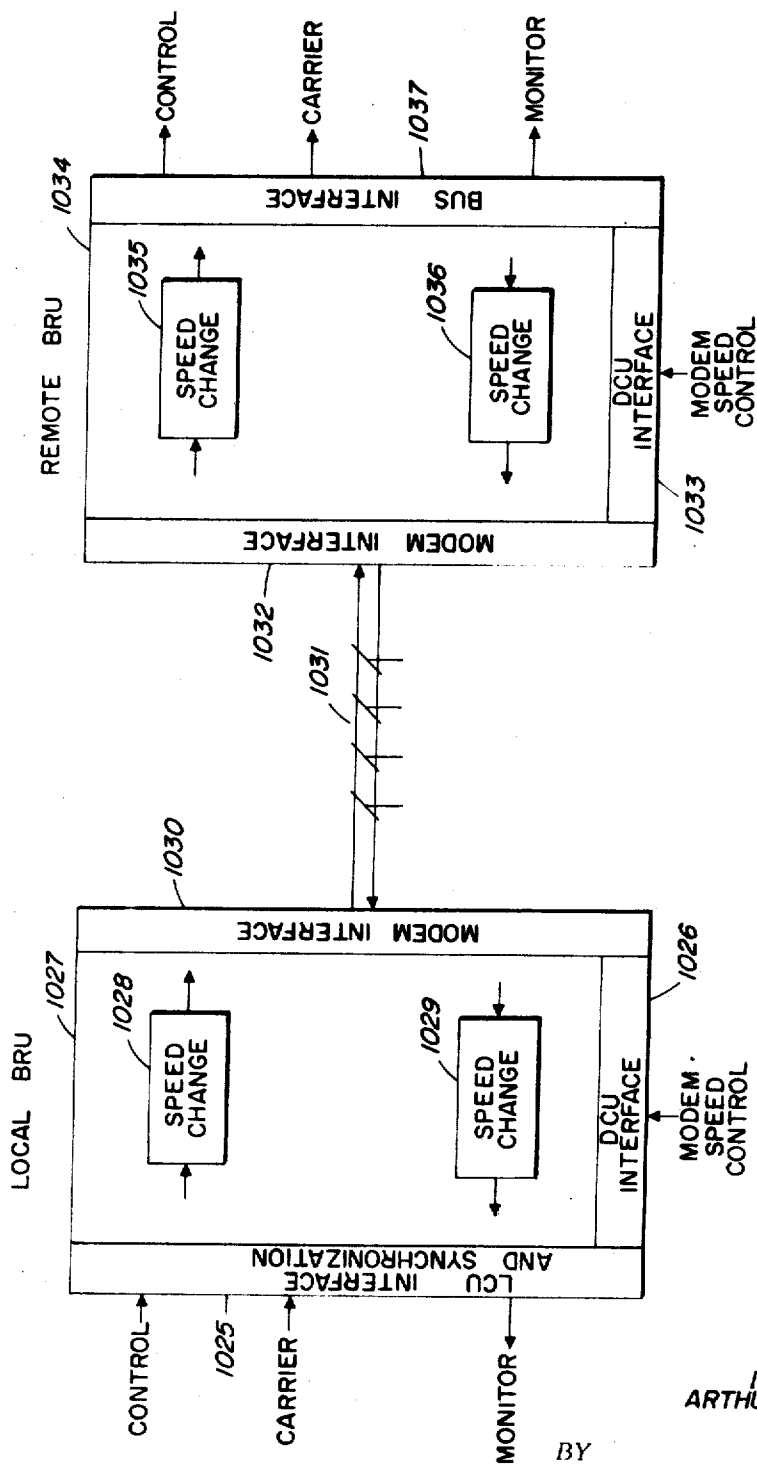 LOCAL BRU
1027
1028
SPEED
CHANGE
1029
SPEED
CHANGE
1030
MODEM INTERFACE
LCU INTERFACE
AND SYNCHRONIZATION
CONTROL
1025
CARRIER
MONITOR
DCU
INTERFACE
1026
MODEM
SPEED
CONTROL
1031
REMOTE BRU
1034
1035
SPEED
CHANGE
1036
SPEED
CHANGE
1032
MODEM INTERFACE
BUS INTERFACE
CONTROL
CARRIER
1037
MONITOR
DCU
INTERFACE
1033
MODEM
SPEED
CONTROL
BY